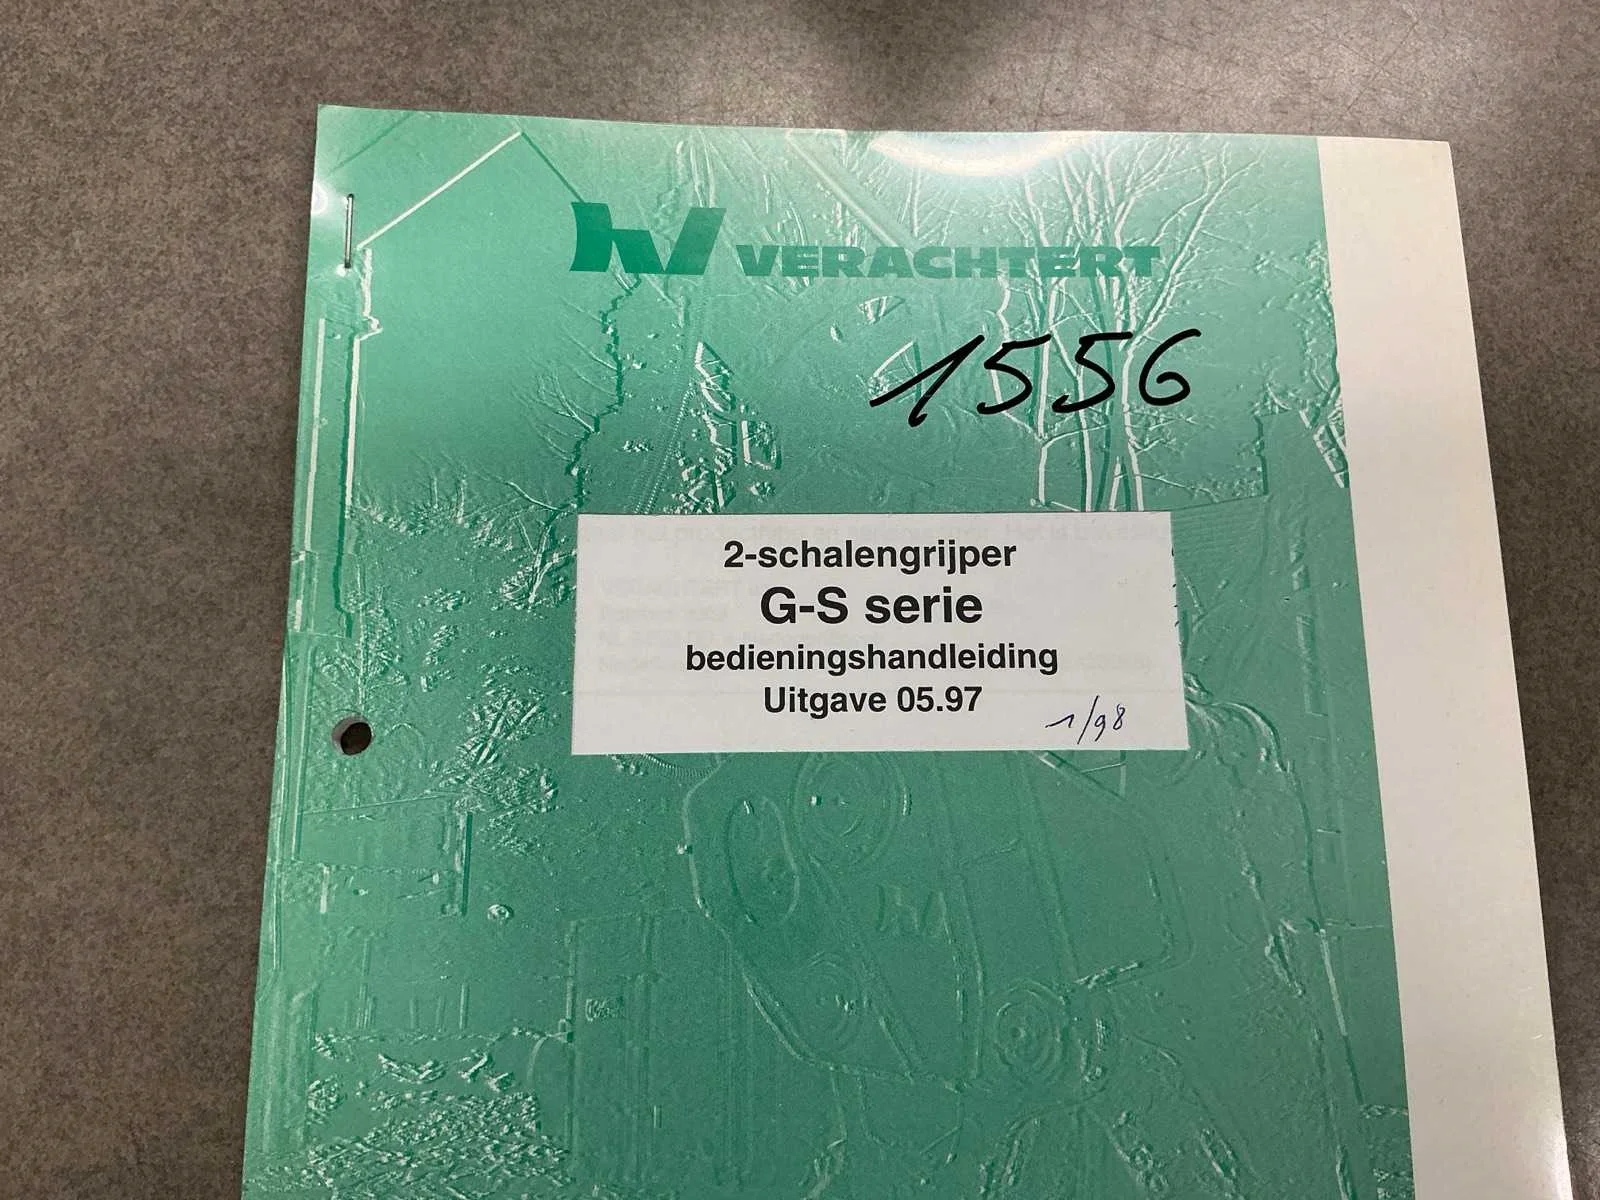 VERACHTERT
1556
2-schalengrijper
G-S serie
bedieningshandleiding
Uitgave 05.97
1/98